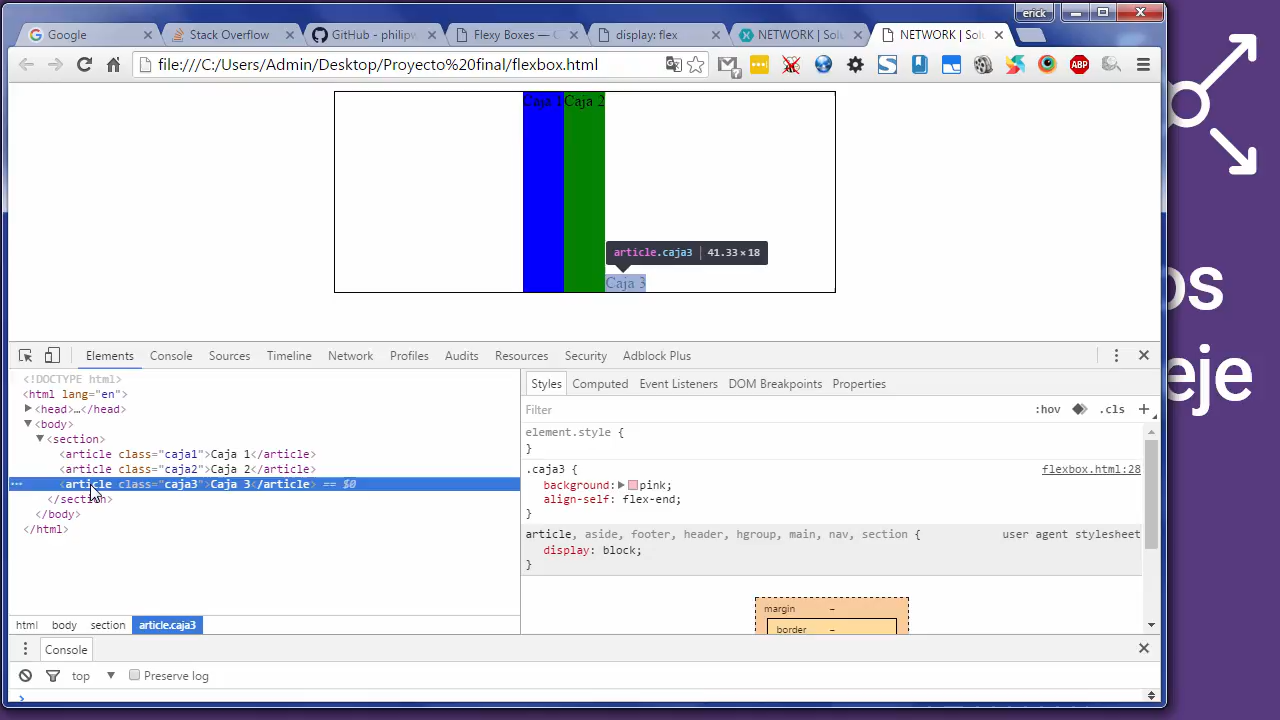 erick
Google
Stack Overflow
GitHub - philipw
Flexy Boxes — C
display: flex
NETWORK | Solu
NETWORK | Solu
file:///C:/Users/Admin/Desktop/Proyecto%20final/flexbox.html
ABP
Caja 1
Caja 2
article.caja3 | 41.33×18
Caja 3
os
eje
Elements
Console
Sources
Timeline
Network
Profiles
Audits
Resources
Security
Adblock Plus
<!DOCTYPE html>
<html lang="en">
<head>…</head>
<body>
<section>
<article class="caja1">Caja 1</article>
<article class="caja2">Caja 2</article>
<article class="caja3">Caja 3</article> == $0
</section>
</body>
</html>
Styles
Computed
Event Listeners
DOM Breakpoints
Properties
Filter
:hov
.cls
element.style {
}
.caja3 {
flexbox.html:28
background: pink;
align-self: flex-end;
}
article, aside, footer, header, hgroup, main, nav, section {
user agent stylesheet
display: block;
}
margin
–
border
–
html
body
section
article.caja3
Console
top
Preserve log